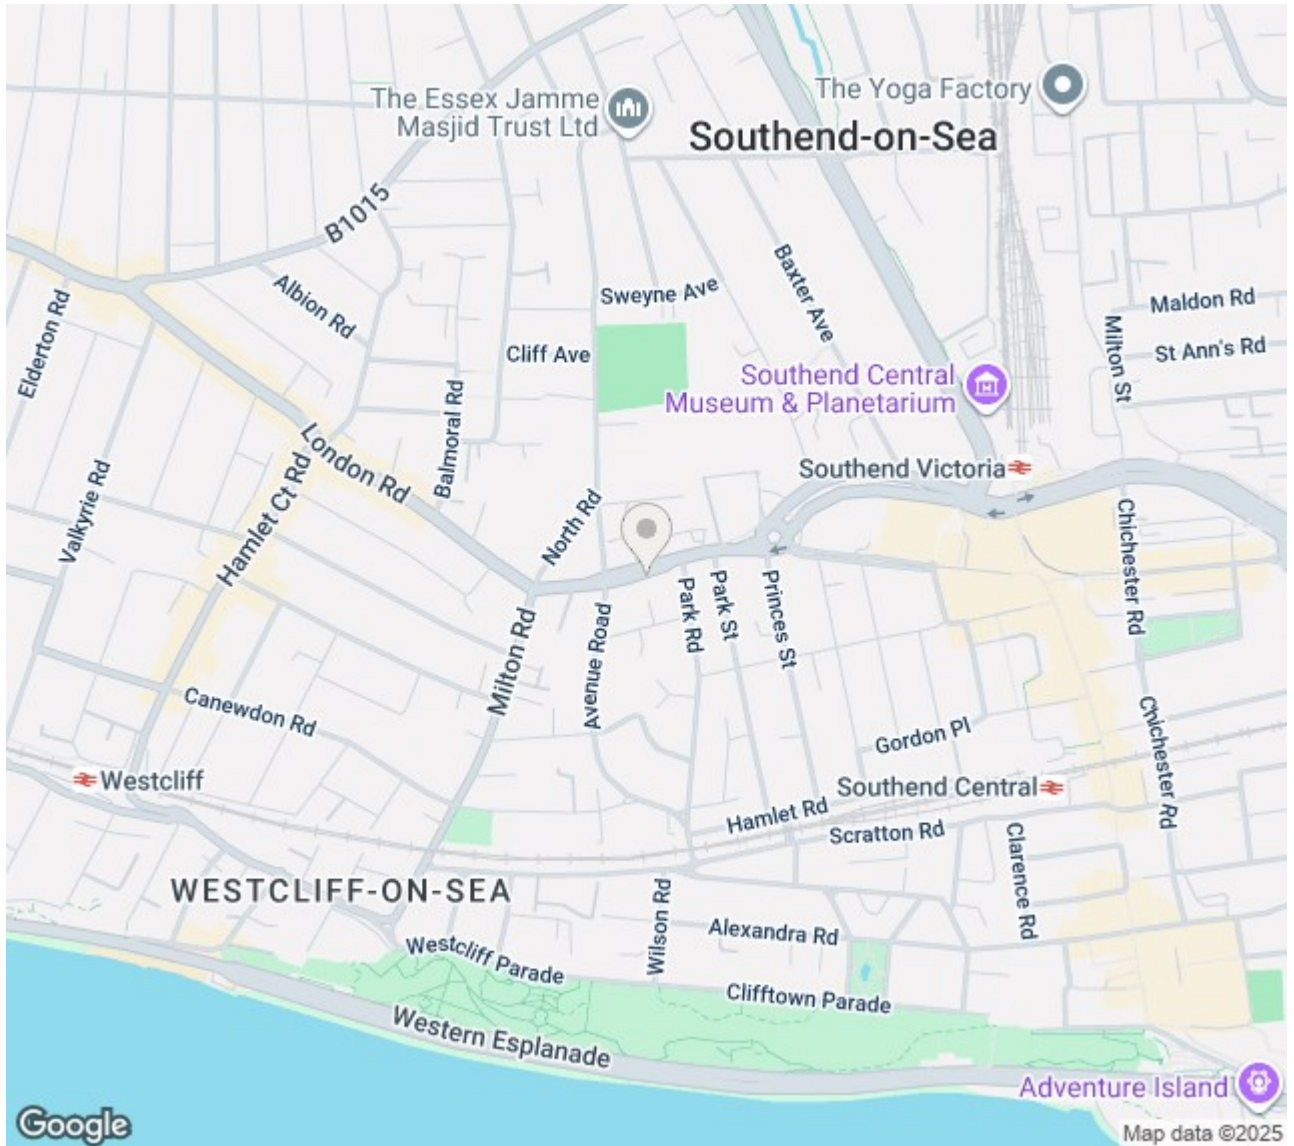 The Essex Jamme
Masjid Trust Ltd
The Yoga Factory
Southend-on-Sea
B1015
Albion Rd
Sweyne Ave
Baxter Ave
Maldon Rd
Elderton Rd
Cliff Ave
Milton St
St Ann's Rd
Southend Central
Museum & Planetarium
Balmoral Rd
London Rd
Southend Victoria
Valkyrie Rd
Hamlet Ct Rd
North Rd
Chichester Rd
Milton Rd
Avenue Road
Park Rd
Park St
Princes St
Canewdon Rd
Gordon Pl
Chichester Rd
Westcliff
Southend Central
Hamlet Rd
Scratton Rd
Clarence Rd
WESTCLIFF-ON-SEA
Wilson Rd
Alexandra Rd
Westcliff Parade
Clifftown Parade
Western Esplanade
Adventure Island
Google
Map data ©2025